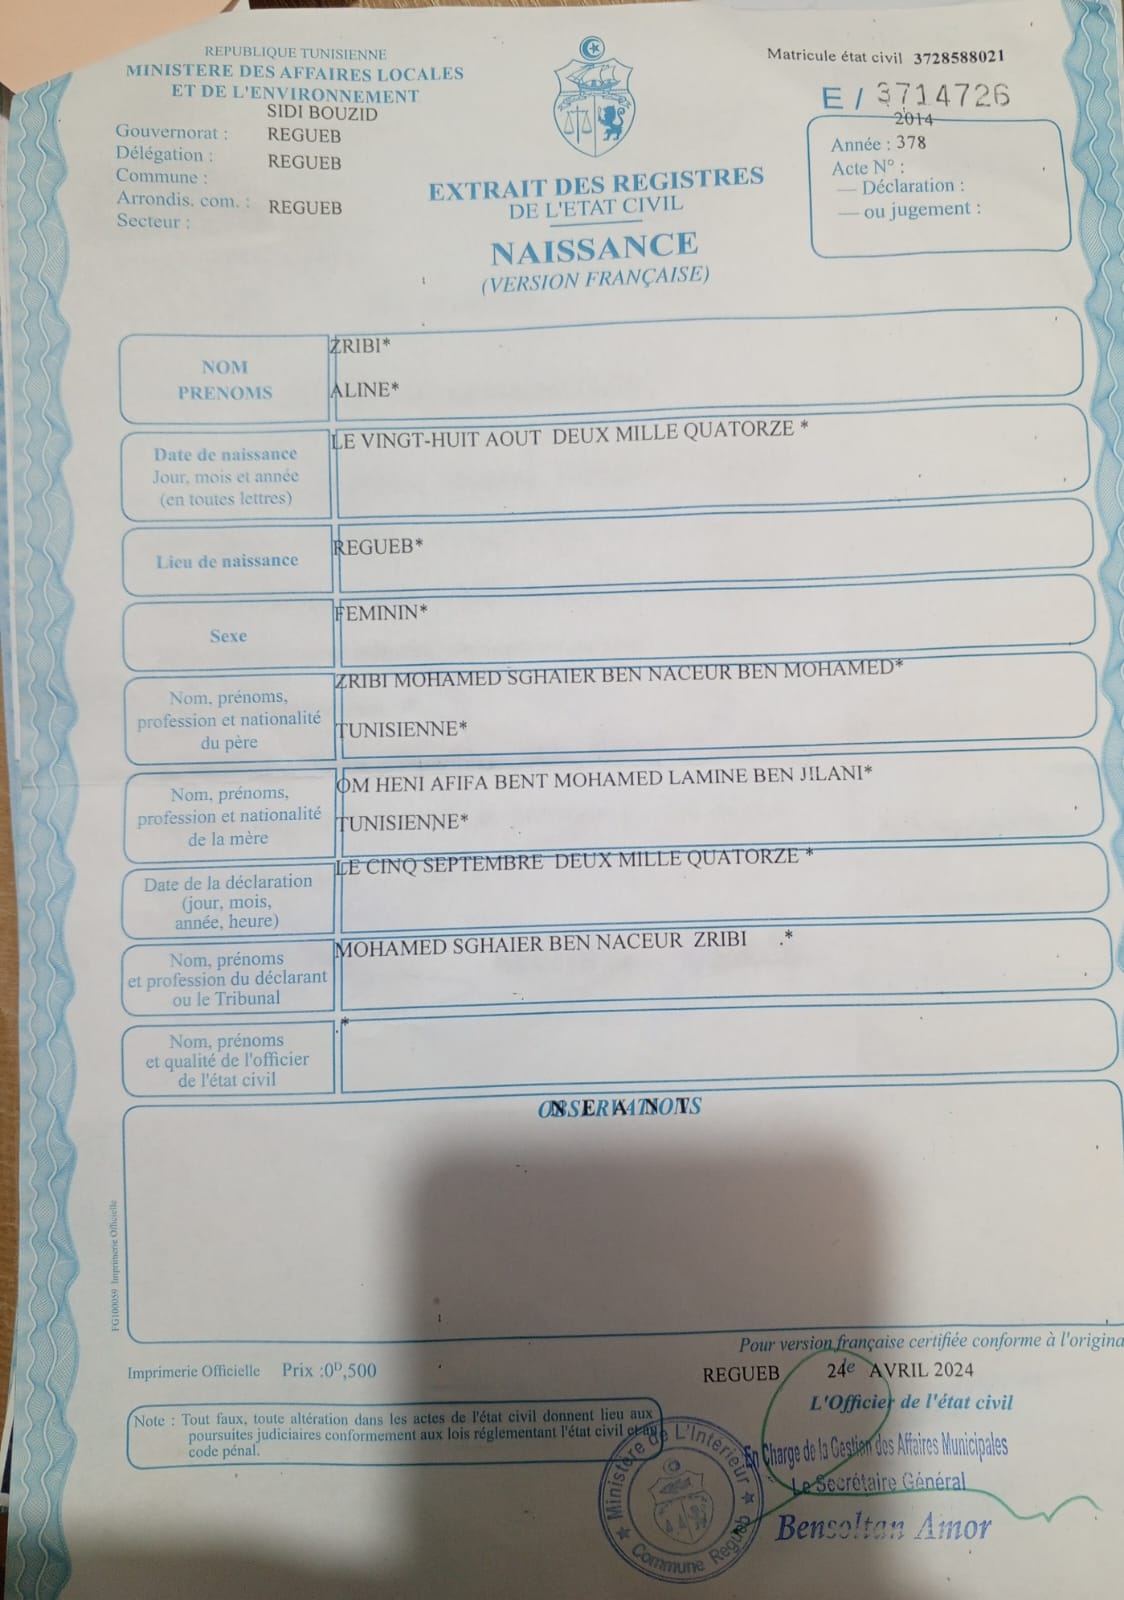 REPUBLIQUE TUNISIENNE
MINISTERE DES AFFAIRES LOCALES
ET DE L'ENVIRONNEMENT
Gouvernorat : SIDI BOUZID
Délégation : REGUEB
Commune : REGUEB
Arrondis. com. :
Secteur : REGUEB
Matricule état civil 3728588021
E / 3714726
2014
Année : 378
Acte N° :
— Déclaration :
— ou jugement :
EXTRAIT DES REGISTRES
DE L'ETAT CIVIL
NAISSANCE
(VERSION FRANÇAISE)
NOM
PRENOMS
ZRIBI*
ALINE*
Date de naissance
Jour, mois et année
(en toutes lettres)
LE VINGT-HUIT AOUT DEUX MILLE QUATORZE *
Lieu de naissance
REGUEB*
Sexe
FEMININ*
Nom, prénoms,
profession et nationalité
du père
ZRIBI MOHAMED SGHAIER BEN NACEUR BEN MOHAMED*
TUNISIENNE*
Nom, prénoms,
profession et nationalité
de la mère
OM HENI AFIFA BENT MOHAMED LAMINE BEN JILANI*
TUNISIENNE*
Date de la déclaration
(jour, mois,
année, heure)
LE CINQ SEPTEMBRE DEUX MILLE QUATORZE *
Nom, prénoms
et profession du déclarant
ou le Tribunal
MOHAMED SGHAIER BEN NACEUR ZRIBI .*
Nom, prénoms
et qualité de l'officier
de l'état civil
.*
OBSERVATIONS
FG100059 Imprimerie Officielle
Pour version française certifiée conforme à l'origina
Imprimerie Officielle Prix :0D,500
REGUEB 24e AVRIL 2024
L'Officier de l'état civil
Note : Tout faux, toute altération dans les actes de l'état civil donnent lieu aux
poursuites judiciaires conformement aux lois réglementant l'état civil et au
code pénal.
En Charge de la Gestion des Affaires Municipales
Le Secrétaire Général
Bensoltan Amor
Ministère de L'Intérieur
Commune Regueb